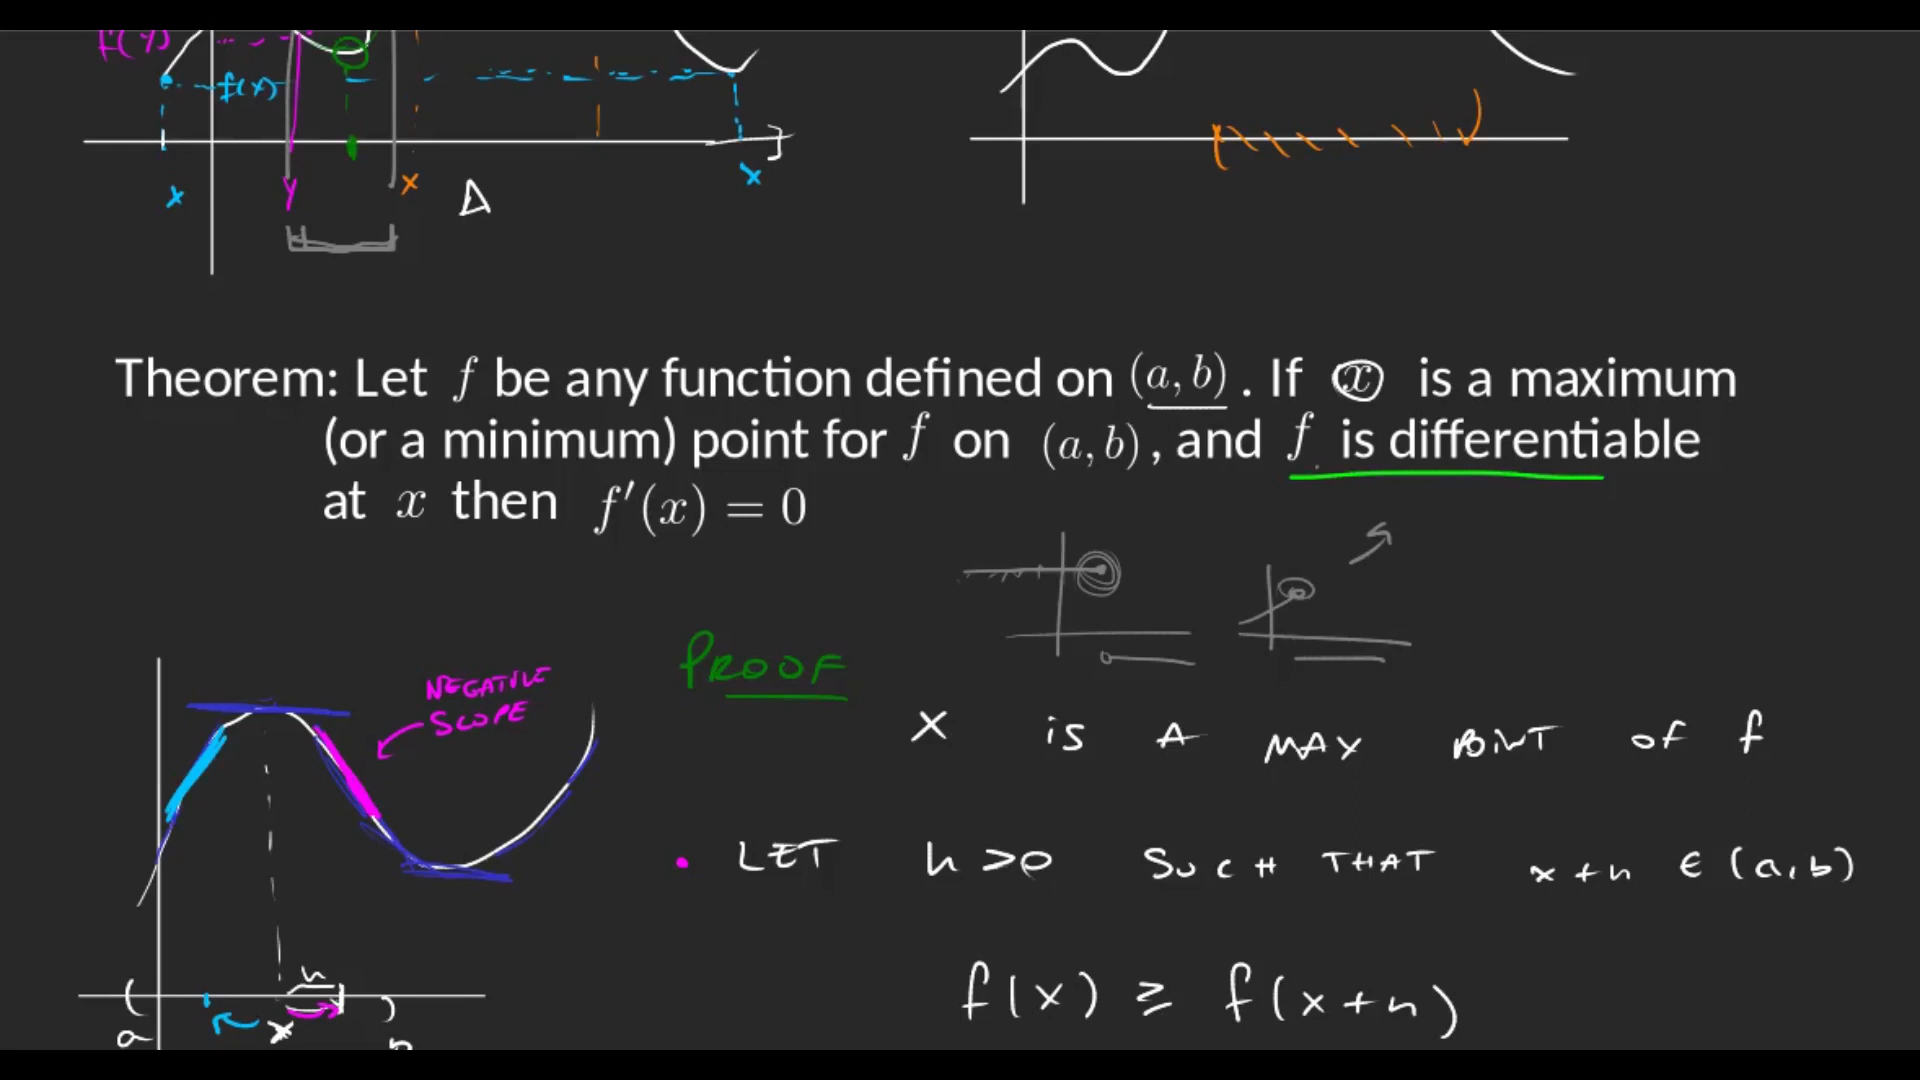 f(y)
f(x)
x
y
x
Δ
x
Theorem: Let f be any function defined on (a, b). If x is a maximum
(or a minimum) point for f on (a, b), and f is differentiable
at x then f′(x) = 0
PROOF
NEGATIVE
SCOPE
X is A MAX POINT OF f
• LET h >0 SUCH THAT x+h ∈ (a,b)
f(x) ≥ f(x+h)
h
( )
a x b